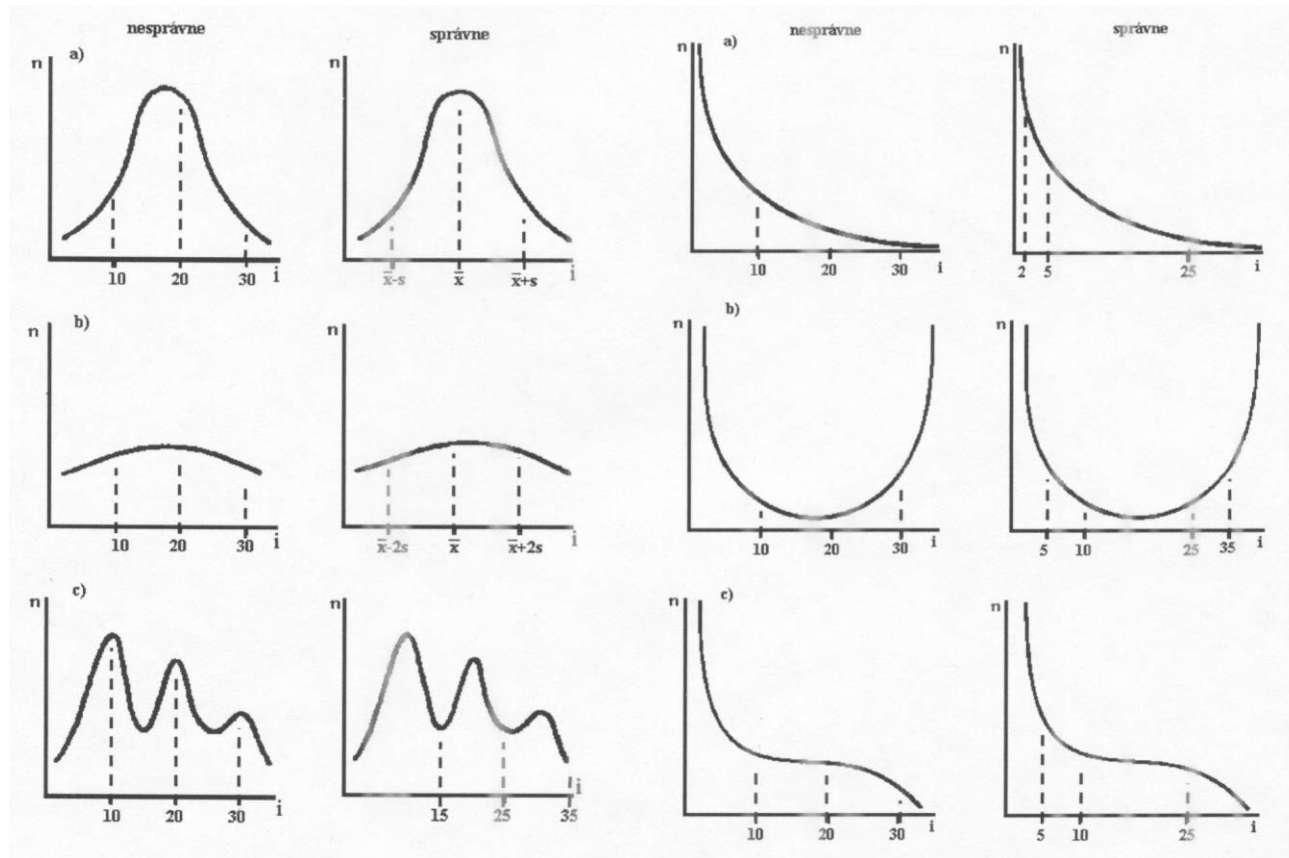 nesprávne
správne
a)
n
10 20 30 i
n
x̄-s x̄ x̄+s i
b)
n
10 20 30 i
n
x̄-2s x̄ x̄+2s i
c)
n
10 20 30 i
n
15 25 35 i
nesprávne
správne
a)
n
10 20 30 i
n
2 5 25 i
b)
n
10 20 30 i
n
5 10 25 35 i
c)
n
10 20 30 i
n
5 10 25 i